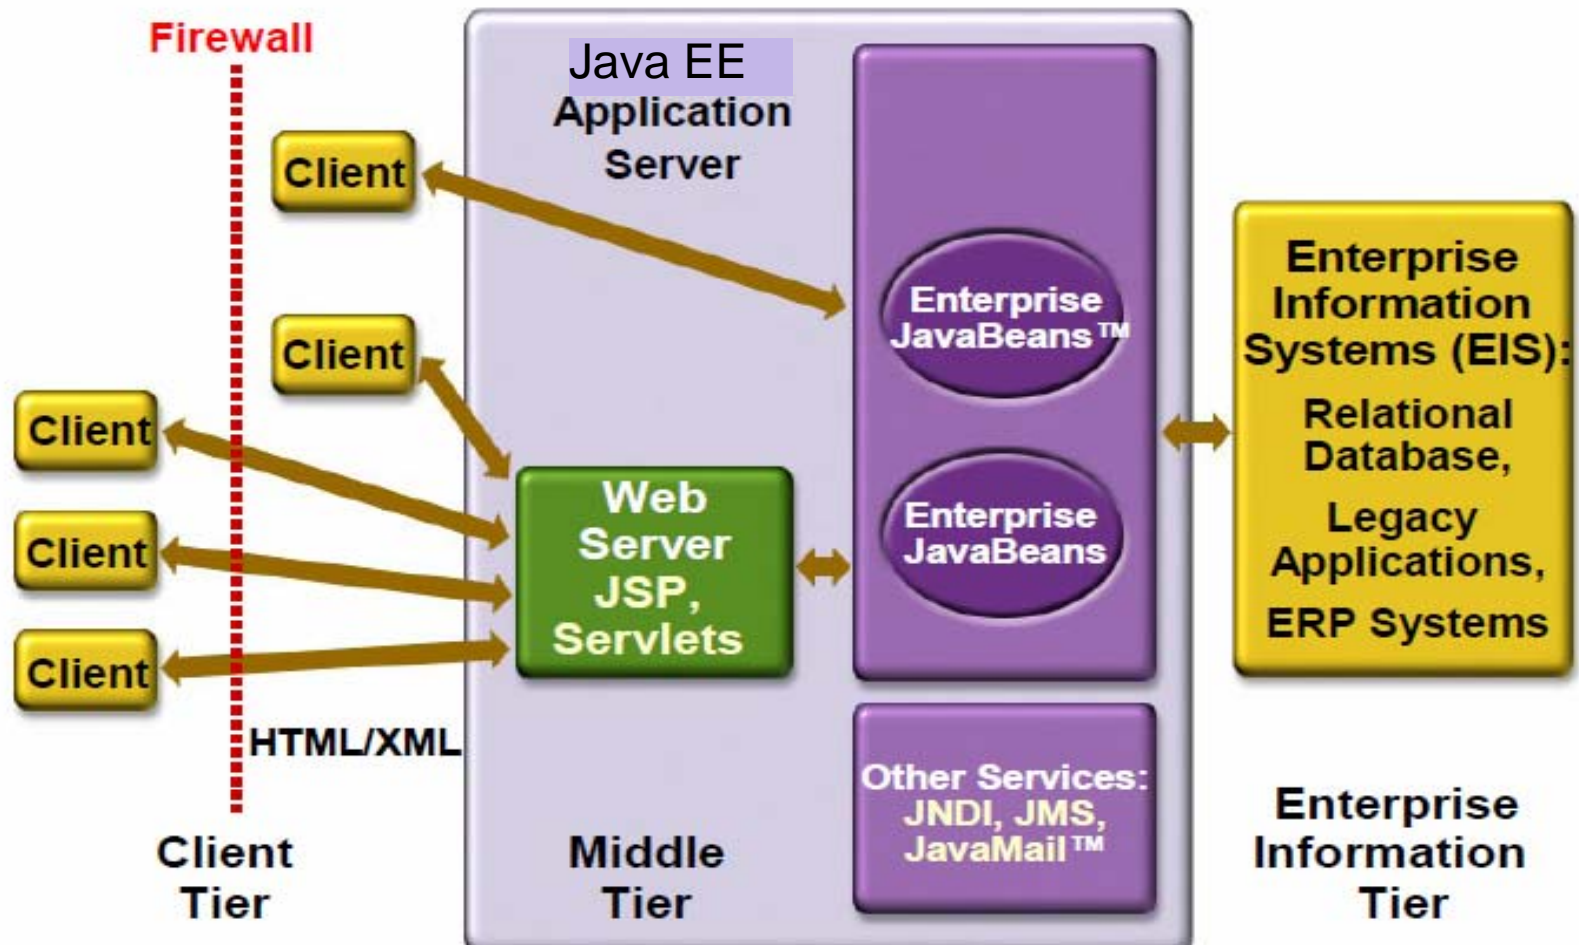 Firewall
Java EE
Application
Server
Client
Client
Client
Client
Client
HTML/XML
Web
Server
JSP,
Servlets
Enterprise
JavaBeans™
Enterprise
JavaBeans
Other Services:
JNDI, JMS,
JavaMail™
Enterprise
Information
Systems (EIS):
Relational
Database,
Legacy
Applications,
ERP Systems
Client
Tier
Middle
Tier
Enterprise
Information
Tier